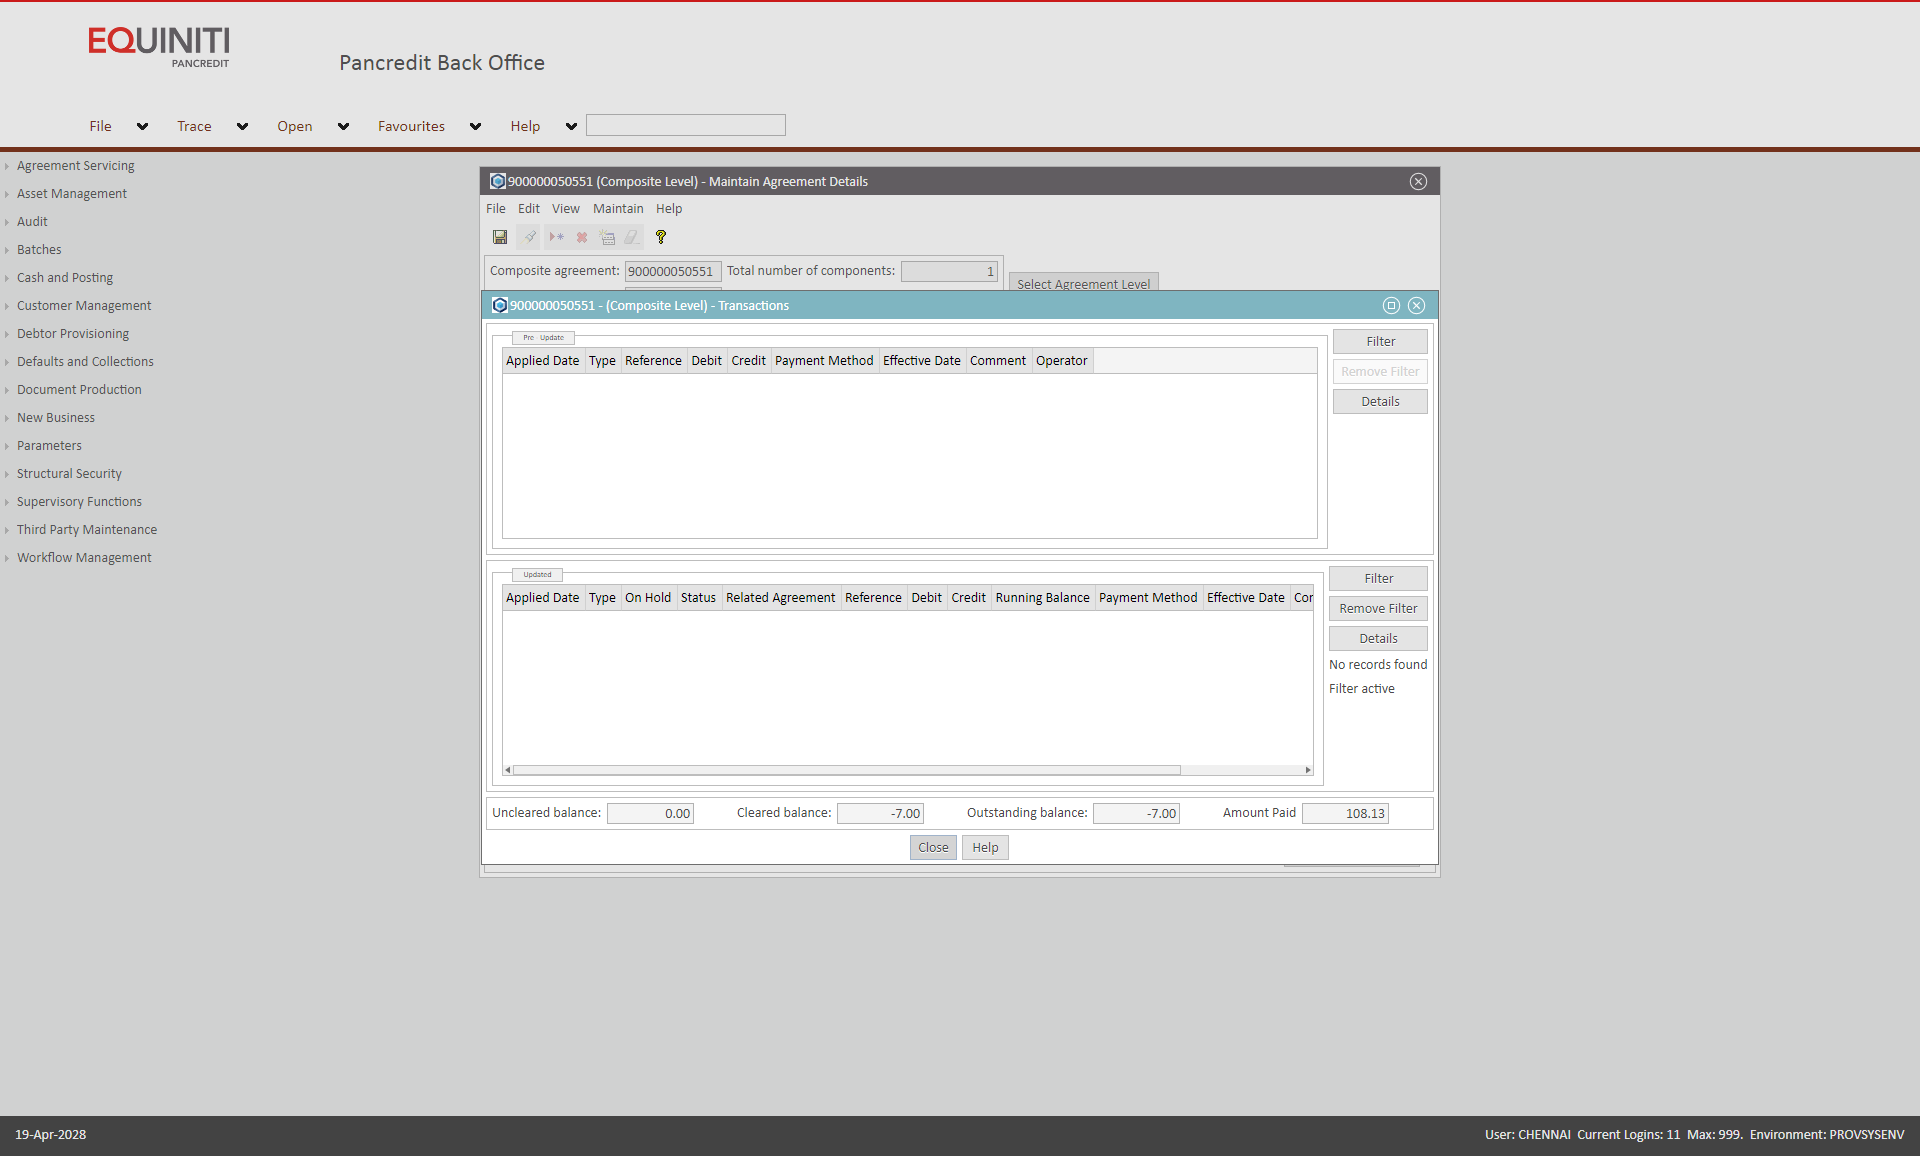 EQUINITI
PANCREDIT
Pancredit Back Office
File Trace Open Favourites Help
Agreement Servicing
Asset Management
Audit
Batches
Cash and Posting
Customer Management
Debtor Provisioning
Defaults and Collections
Document Production
New Business
Parameters
Structural Security
Supervisory Functions
Third Party Maintenance
Workflow Management
900000050551 (Composite Level) - Maintain Agreement Details
File Edit View Maintain Help
Composite agreement: 900000050551 Total number of components: 1
Select Agreement Level
900000050551 - (Composite Level) - Transactions
Pre - Update
Applied Date Type Reference Debit Credit Payment Method Effective Date Comment Operator
Filter
Remove Filter
Details
Updated
Applied Date Type On Hold Status Related Agreement Reference Debit Credit Running Balance Payment Method Effective Date Cor
Filter
Remove Filter
Details
No records found
Filter active
Uncleared balance: 0.00 Cleared balance: -7.00 Outstanding balance: -7.00 Amount Paid 108.13
Close Help
19-Apr-2028
User: CHENNAI Current Logins: 11 Max: 999. Environment: PROVSYSENV